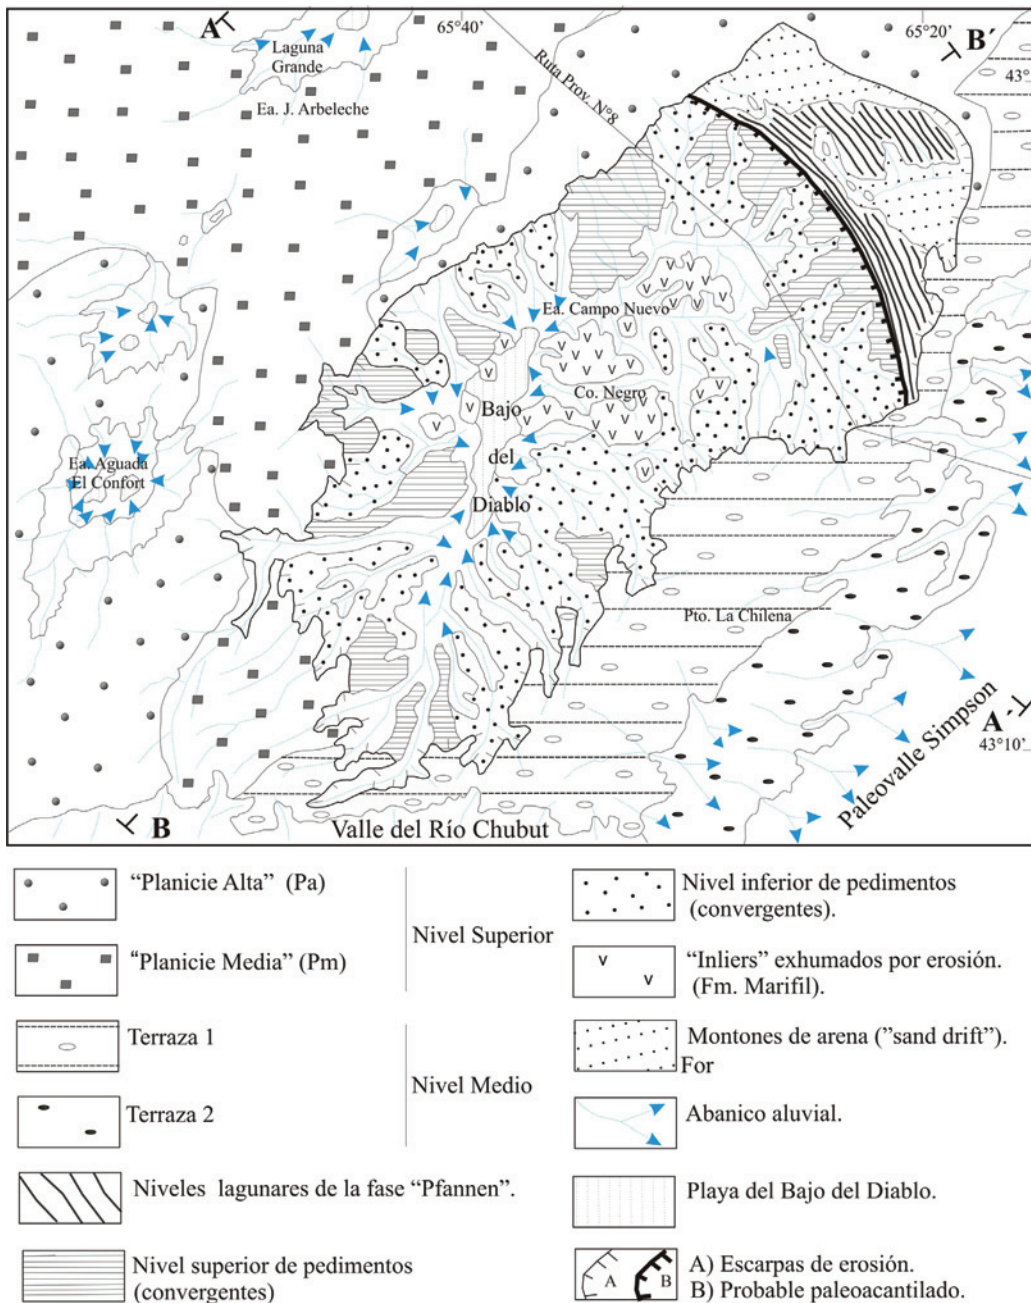 A
65°40’
65°20’
B´
Laguna
Grande
Ruta Prov. N°8
43°
Ea. J. Arbeleche
Ea. Campo Nuevo
Co. Negro
Bajo
del
Diablo
Ea. Aguada
El Confort
Pto. La Chilena
Paleovalle Simpson
A´
43°10’
B
Valle del Río Chubut
“Planicie Alta” (Pa)
“Planicie Media” (Pm)
Nivel Superior
Terraza 1
Terraza 2
Nivel Medio
Niveles lagunares de la fase “Pfannen”.
Nivel superior de pedimentos
(convergentes)
Nivel inferior de pedimentos
(convergentes).
“Inliers” exhumados por erosión.
(Fm. Marifil).
Montones de arena (”sand drift”).
For
Abanico aluvial.
Playa del Bajo del Diablo.
A
B
A) Escarpas de erosión.
B) Probable paleoacantilado.